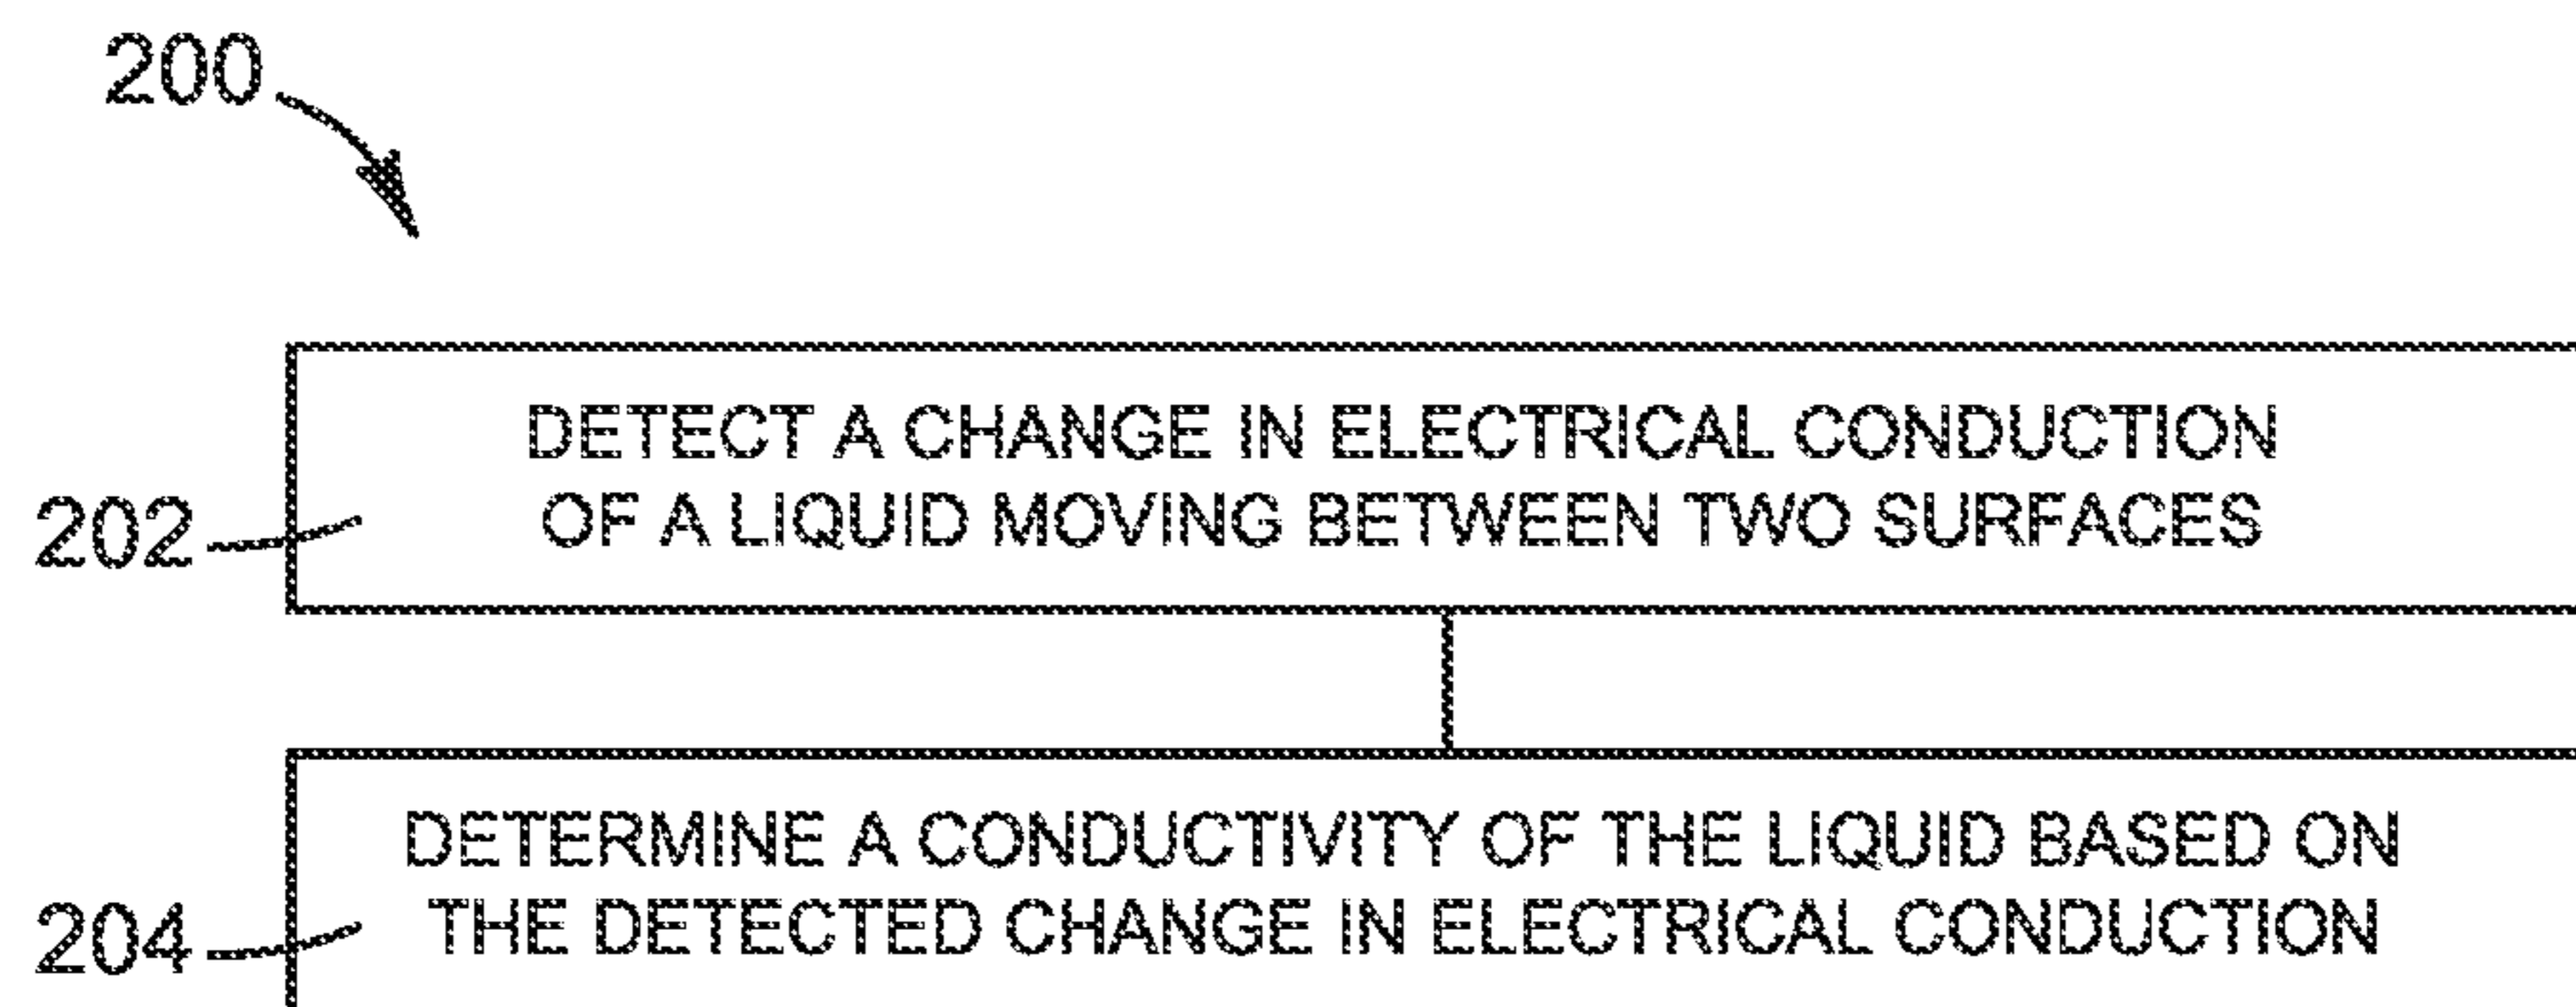 200
DETECT A CHANGE IN ELECTRICAL CONDUCTION
OF A LIQUID MOVING BETWEEN TWO SURFACES
202
DETERMINE A CONDUCTIVITY OF THE LIQUID BASED ON
THE DETECTED CHANGE IN ELECTRICAL CONDUCTION
204